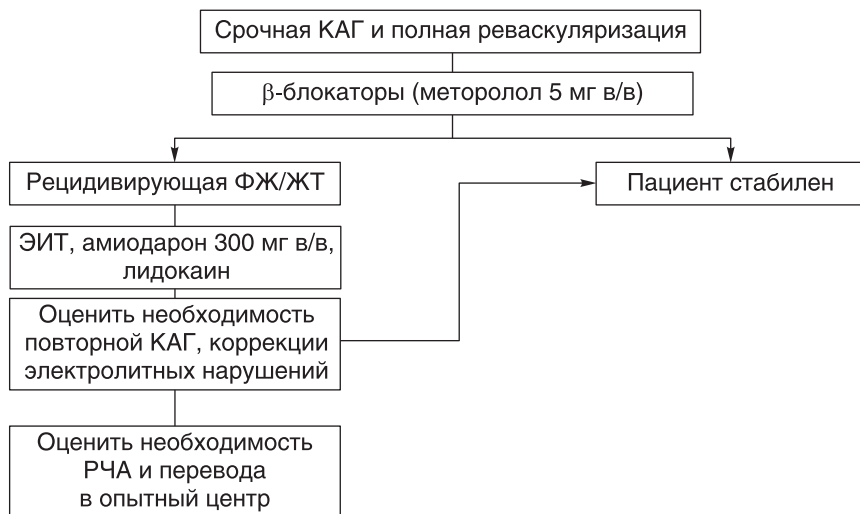 Срочная КАГ и полная реваскуляризация
β-блокаторы (меторолол 5 мг в/в)
Рецидивирующая ФЖ/ЖТ
Пациент стабилен
ЭИТ, амиодарон 300 мг в/в,
лидокаин
Оценить необходимость
повторной КАГ, коррекции
электролитных нарушений
Оценить необходимость
РЧА и перевода
в опытный центр